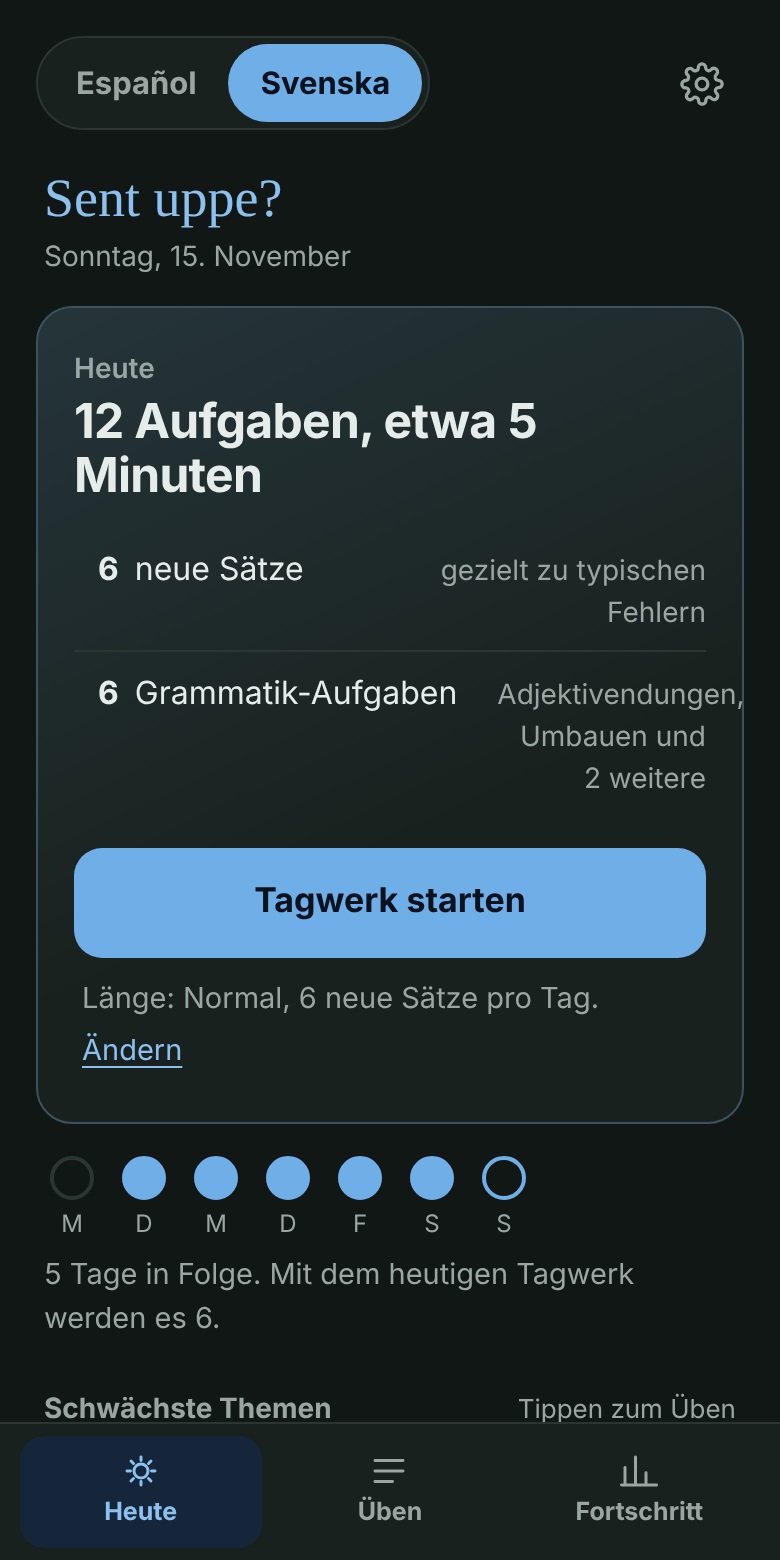 Español Svenska
Sent uppe?
Sonntag, 15. November
Heute
12 Aufgaben, etwa 5
Minuten
6 neue Sätze gezielt zu typischen
Fehlern
6 Grammatik-Aufgaben Adjektivendungen,
Umbauen und
2 weitere
Tagwerk starten
Länge: Normal, 6 neue Sätze pro Tag.
Ändern
M D M D F S S
5 Tage in Folge. Mit dem heutigen Tagwerk
werden es 6.
Schwächste Themen Tippen zum Üben
Heute Üben Fortschritt